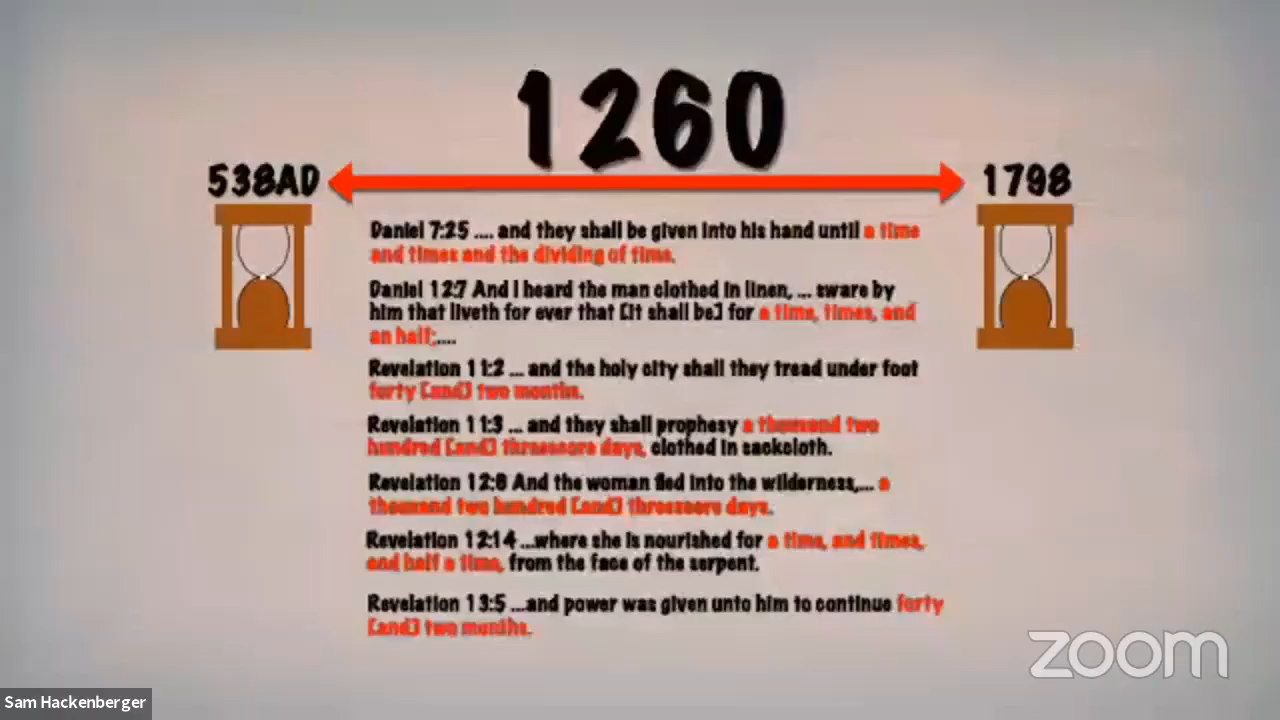 1260
538AD
1798
Daniel 7:25 .... and they shall be given into his hand until a time
and times and the dividing of time.
Daniel 12:7 And I heard the man clothed in linen, ... sware by
him that liveth for ever that [it shall be] for a time, times, and
an half;....
Revelation 11:2 ... and the holy city shall they tread under foot
forty [and] two months.
Revelation 11:3 ... and they shall prophesy a thousand two
hundred [and] threescore days, clothed in sackcloth.
Revelation 12:6 And the woman fled into the wilderness,... a
thousand two hundred [and] threescore days.
Revelation 12:14 ...where she is nourished for a time, and times,
and half a time, from the face of the serpent.
Revelation 13:5 ...and power was given unto him to continue forty
[and] two months.
zoom
Sam Hackenberger